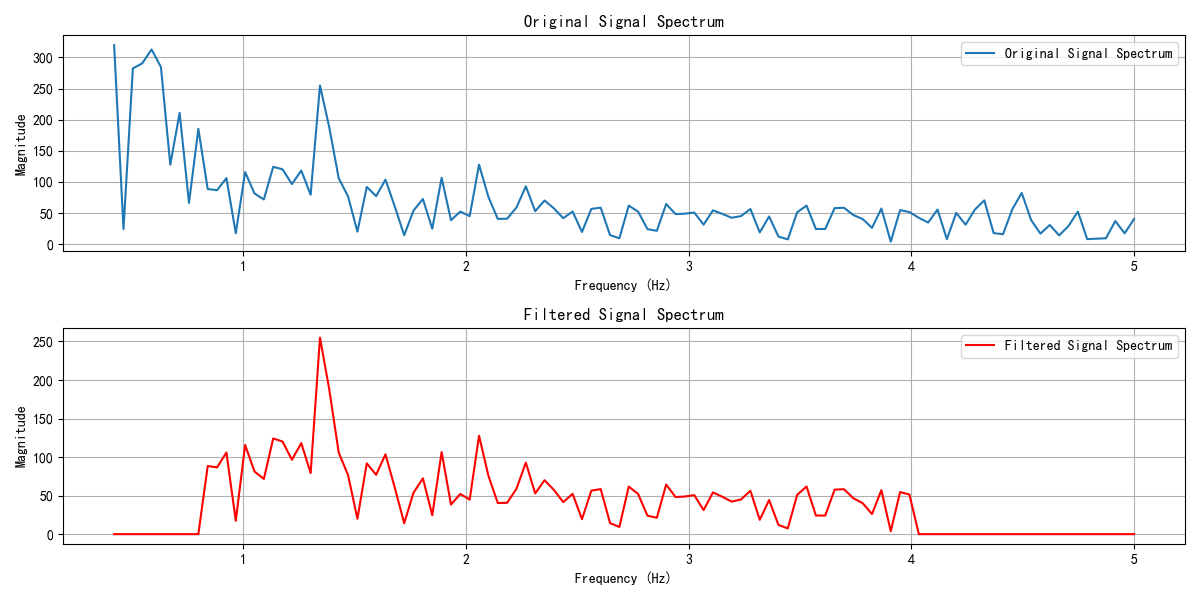 Original Signal Spectrum
Original Signal Spectrum
Magnitude
300
250
200
150
100
50
0
1 2 3 4 5
Frequency (Hz)
Filtered Signal Spectrum
Filtered Signal Spectrum
Magnitude
250
200
150
100
50
0
1 2 3 4 5
Frequency (Hz)